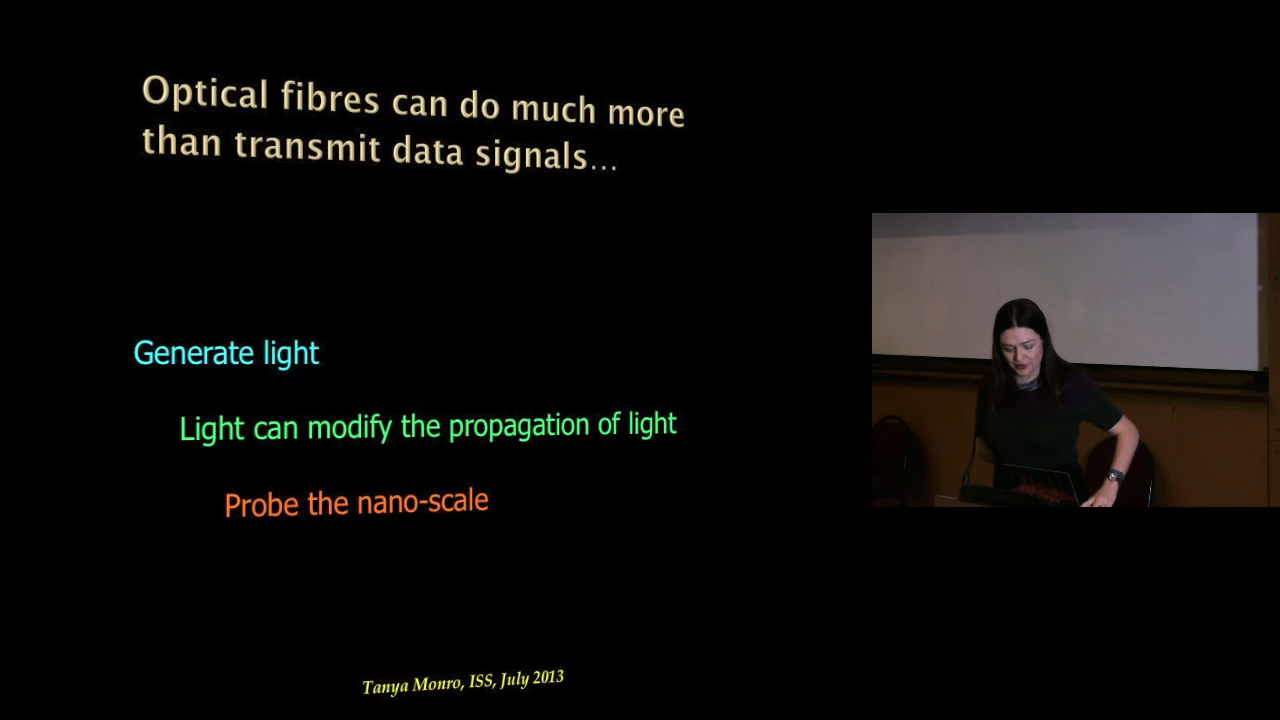 Optical fibres can do much more
than transmit data signals...
Generate light
Light can modify the propagation of light
Probe the nano-scale
Tanya Monro, ISS, July 2013